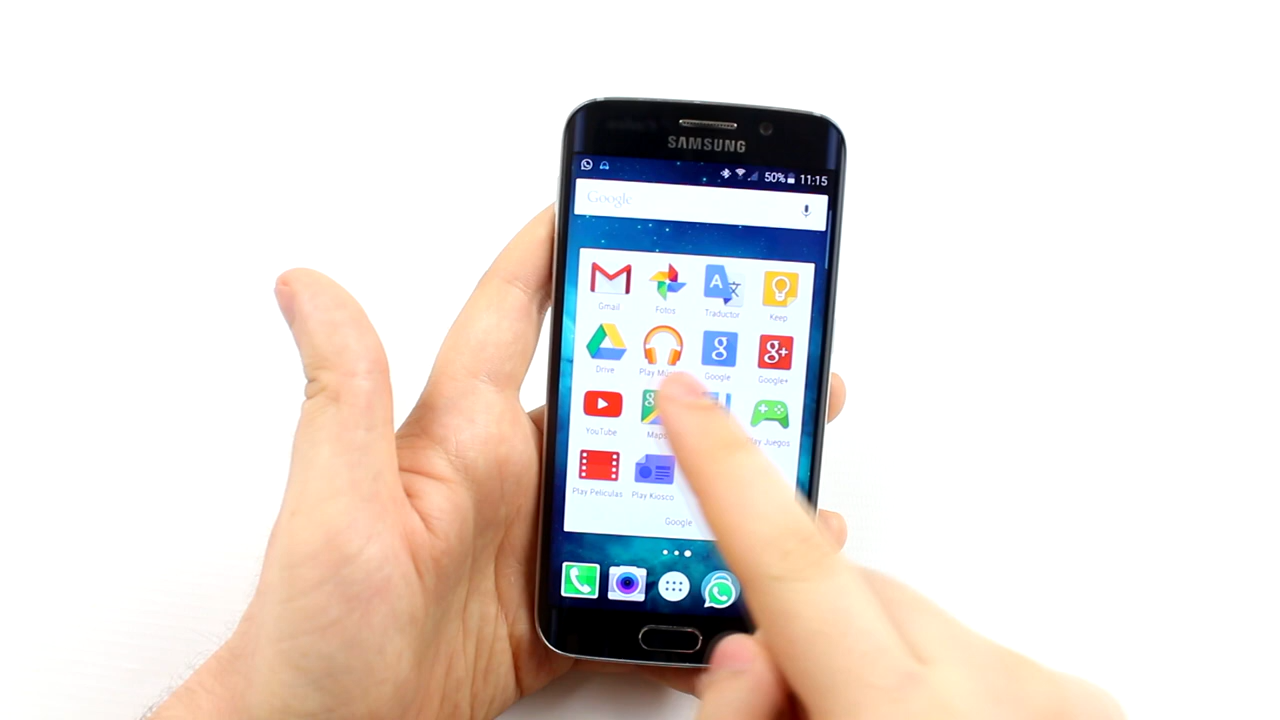 SAMSUNG
50% 11:15
Google
Gmail Fotos Traductor Keep
Drive Play Google Google+
YouTube Maps Play Juegos
Play Películas Play Kiosco
Google